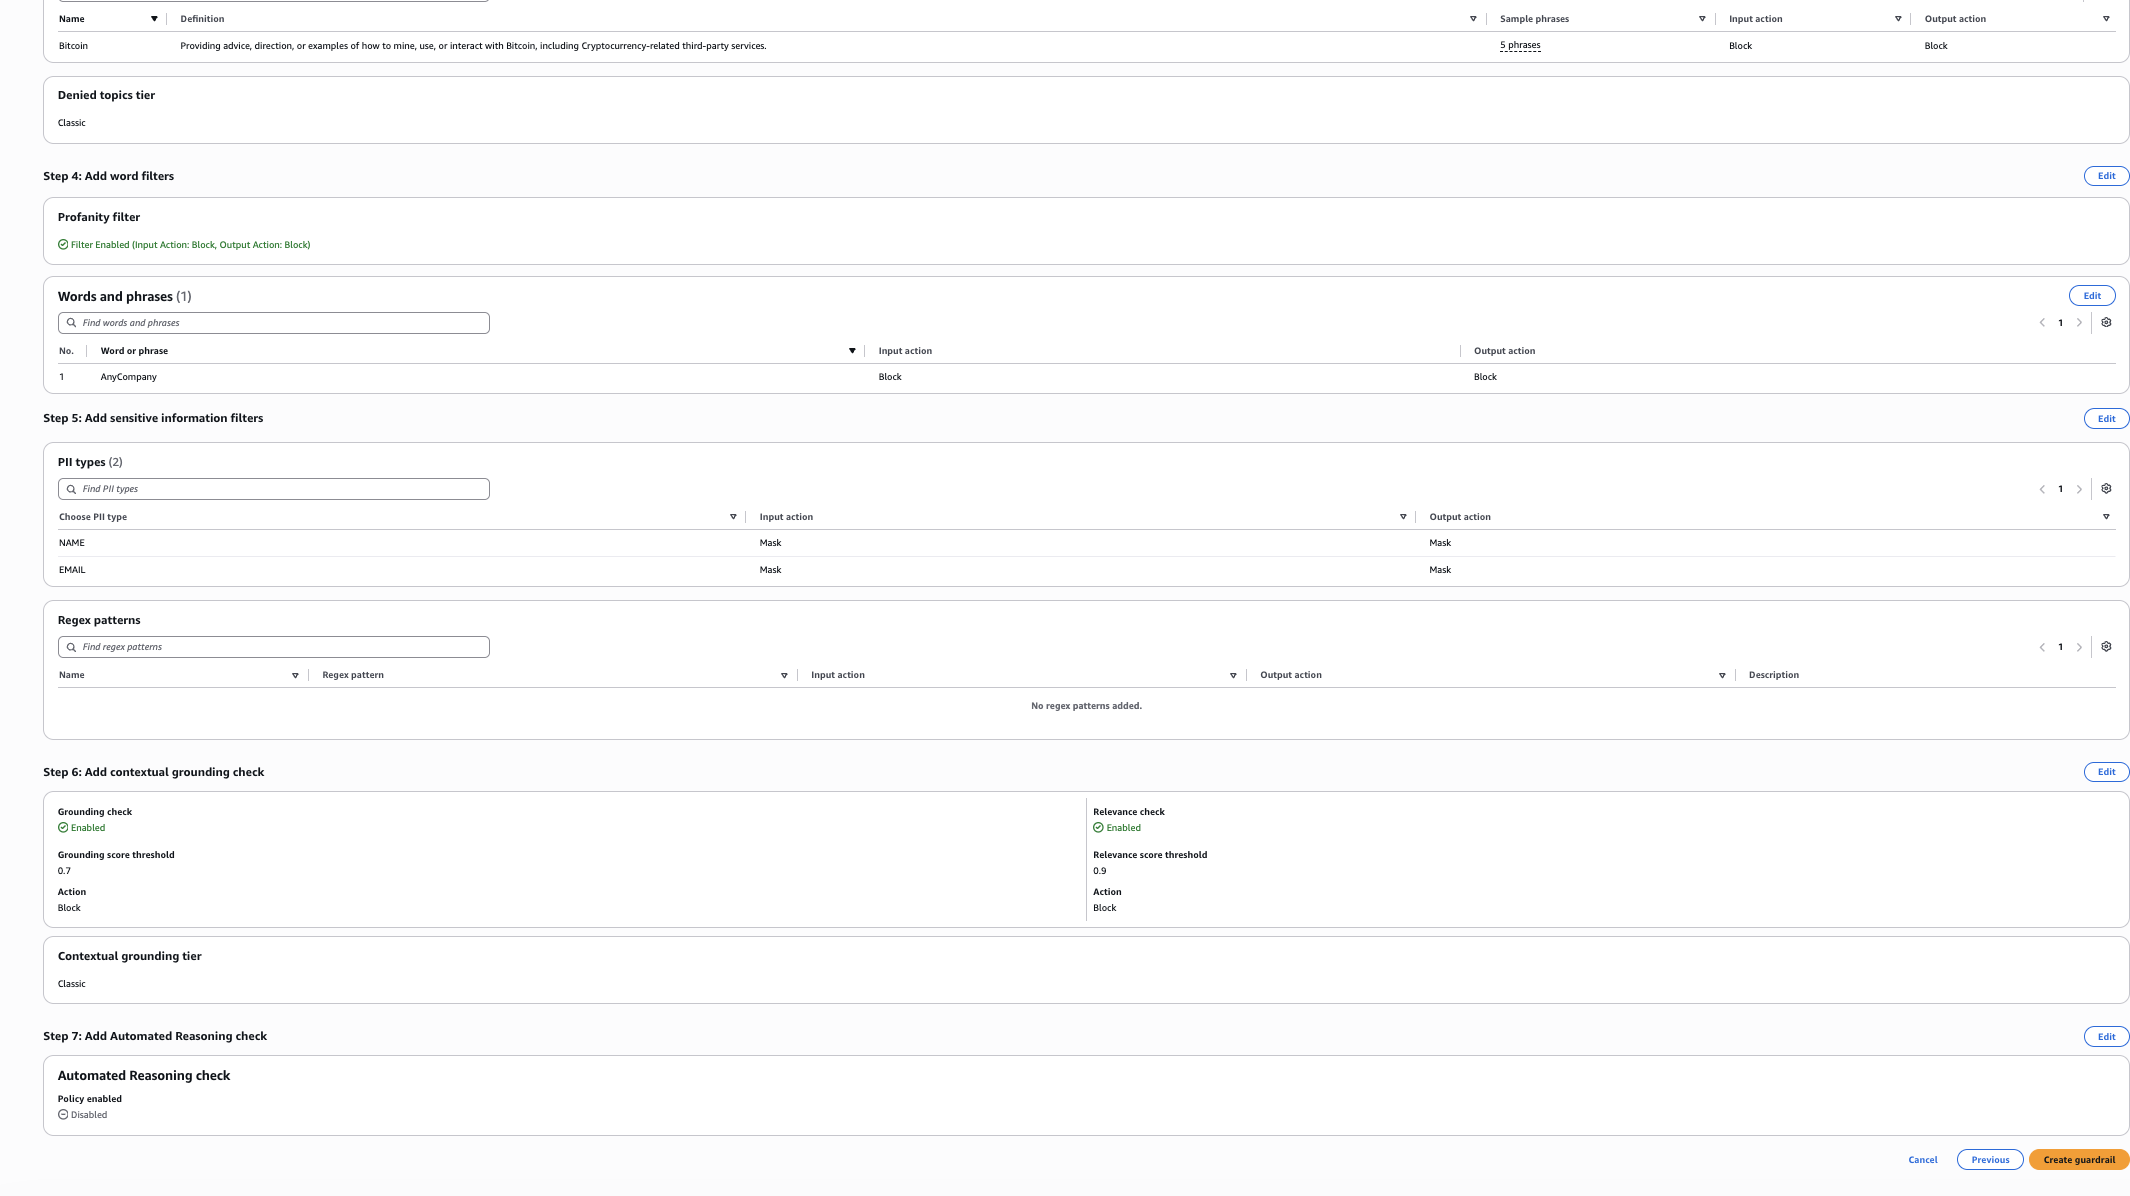 Name Definition Sample phrases Input action Output action
Bitcoin Providing advice, direction, or examples of how to mine, use, or interact with Bitcoin, including Cryptocurrency-related third-party services. 5 phrases Block Block
Denied topics tier
Classic
Step 4: Add word filters Edit
Profanity filter
Filter Enabled (Input Action: Block, Output Action: Block)
Words and phrases (1) Edit
Find words and phrases 1
No. Word or phrase Input action Output action
1 AnyCompany Block Block
Step 5: Add sensitive information filters Edit
PII types (2)
Find PII types 1
Choose PII type Input action Output action
NAME Mask Mask
EMAIL Mask Mask
Regex patterns
Find regex patterns 1
Name Regex pattern Input action Output action Description
No regex patterns added.
Step 6: Add contextual grounding check Edit
Grounding check Relevance check
Enabled Enabled
Grounding score threshold Relevance score threshold
0.7 0.9
Action Action
Block Block
Contextual grounding tier
Classic
Step 7: Add Automated Reasoning check Edit
Automated Reasoning check
Policy enabled
Disabled
Cancel Previous Create guardrail